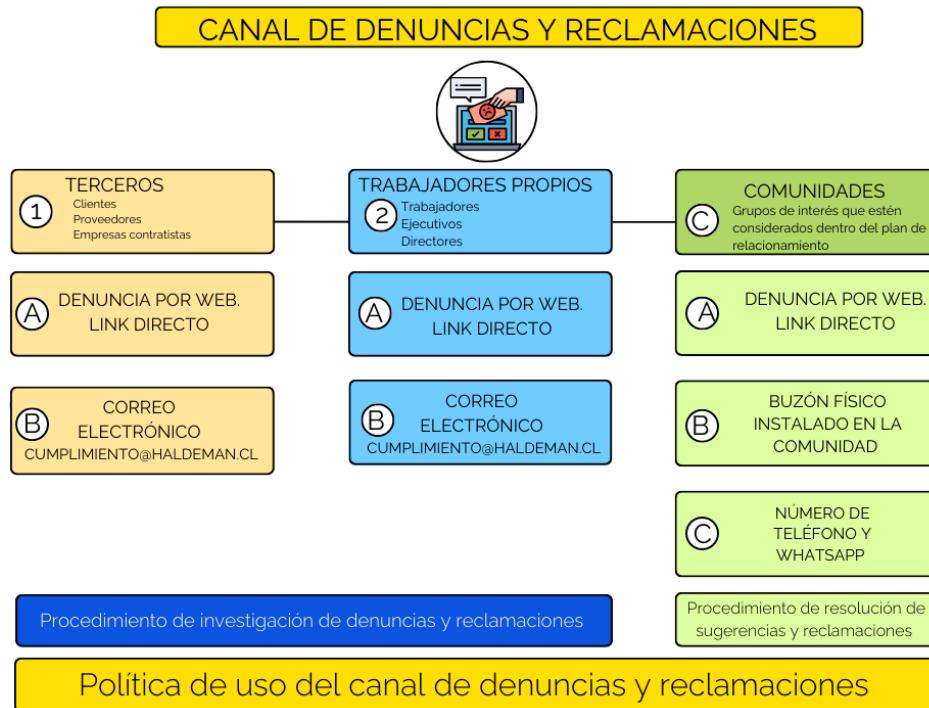 CANAL DE DENUNCIAS Y RECLAMACIONES
1
TERCEROS
Clientes
Proveedores
Empresas contratistas
A
DENUNCIA POR WEB.
LINK DIRECTO
B
CORREO
ELECTRÓNICO
CUMPLIMIENTO@HALDEMAN.CL
2
TRABAJADORES PROPIOS
Trabajadores
Ejecutivos
Directores
A
DENUNCIA POR WEB.
LINK DIRECTO
B
CORREO
ELECTRÓNICO
CUMPLIMIENTO@HALDEMAN.CL
C
COMUNIDADES
Grupos de interés que estén
considerados dentro del plan de
relacionamiento
A
DENUNCIA POR WEB.
LINK DIRECTO
B
BUZÓN FÍSICO
INSTALADO EN LA
COMUNIDAD
C
NÚMERO DE
TELÉFONO Y
WHATSAPP
Procedimiento de investigación de denuncias y reclamaciones
Procedimiento de resolución de
sugerencias y reclamaciones
Política de uso del canal de denuncias y reclamaciones